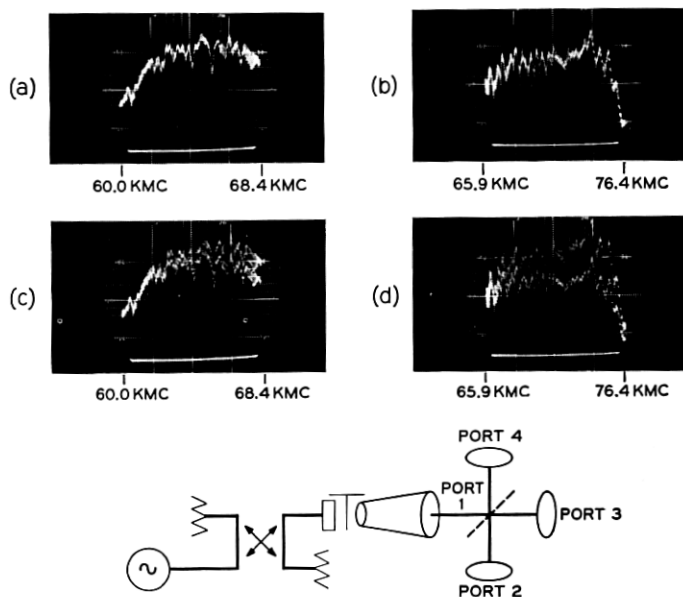 (a)
60.0 KMC 68.4 KMC
(b)
65.9 KMC 76.4 KMC
(c)
60.0 KMC 68.4 KMC
(d)
65.9 KMC 76.4 KMC
PORT 4
PORT
1
PORT 3
PORT 2